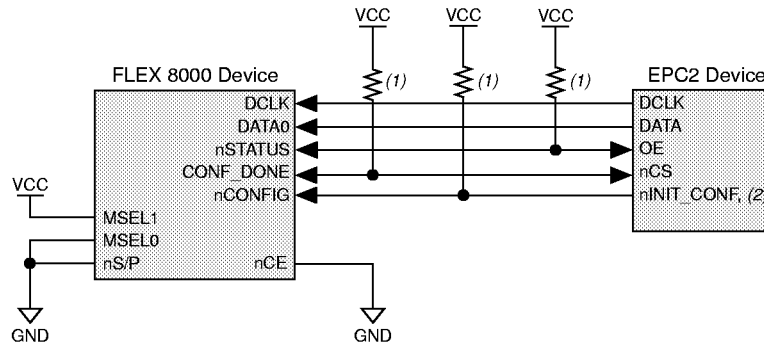 VCC VCC VCC
FLEX 8000 Device
EPC2 Device
(1) (1) (1)
DCLK DCLK
DATA0 DATA
nSTATUS OE
CONF_DONE nCS
nCONFIG nINIT_CONF, (2)
VCC
MSEL1
MSEL0
nS/P nCE
GND GND